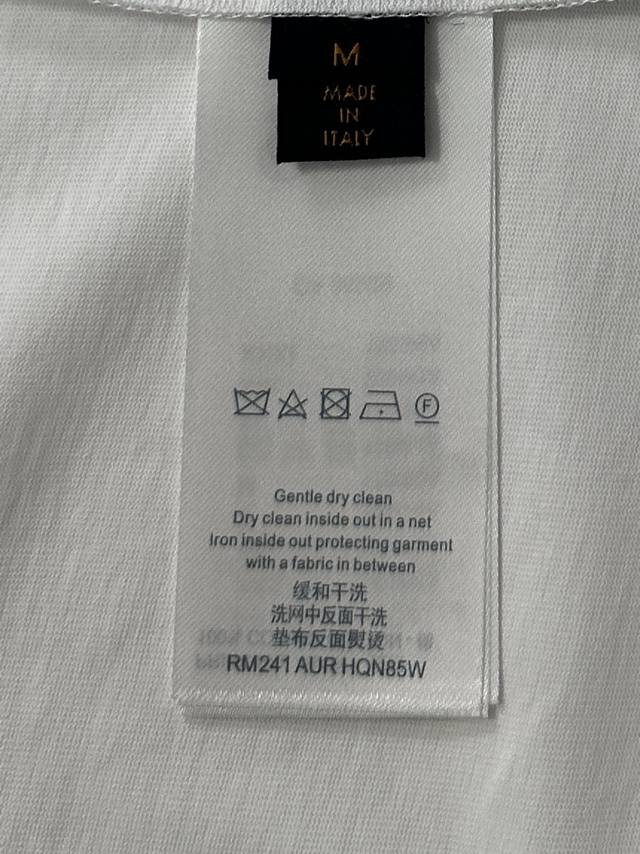 M
MADE
IN
ITALY
F
Gentle dry clean
Dry clean inside out in a net
Iron inside out protecting garment
with a fabric in between
缓和干洗
洗网中反面干洗
垫布反面熨烫
RM241 AUR HQN85W